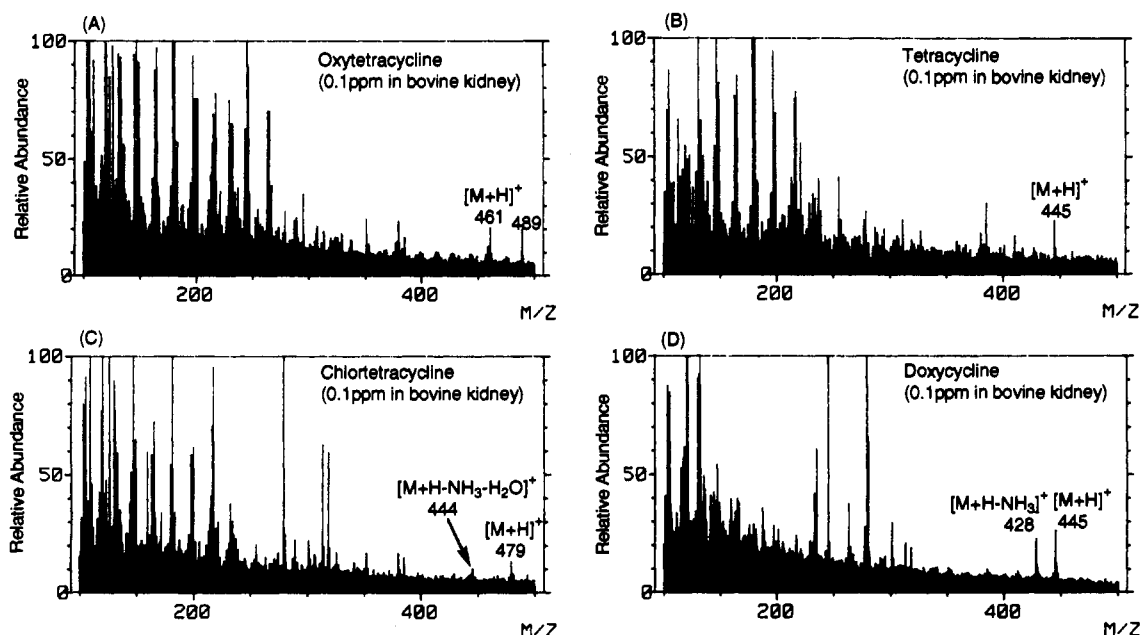 (A)
Oxytetracycline
(0.1ppm in bovine kidney)
[M+H]+
461
489
100
50
0
Relative Abundance
200
400
M/Z
(B)
Tetracycline
(0.1ppm in bovine kidney)
[M+H]+
445
100
50
0
Relative Abundance
200
400
M/Z
(C)
Chlortetracycline
(0.1ppm in bovine kidney)
[M+H-NH₃-H₂O]+
444
[M+H]+
479
100
50
0
Relative Abundance
200
400
M/Z
(D)
Doxycycline
(0.1ppm in bovine kidney)
[M+H-NH₃]+ [M+H]+
428 445
100
50
0
Relative Abundance
200
400
M/Z